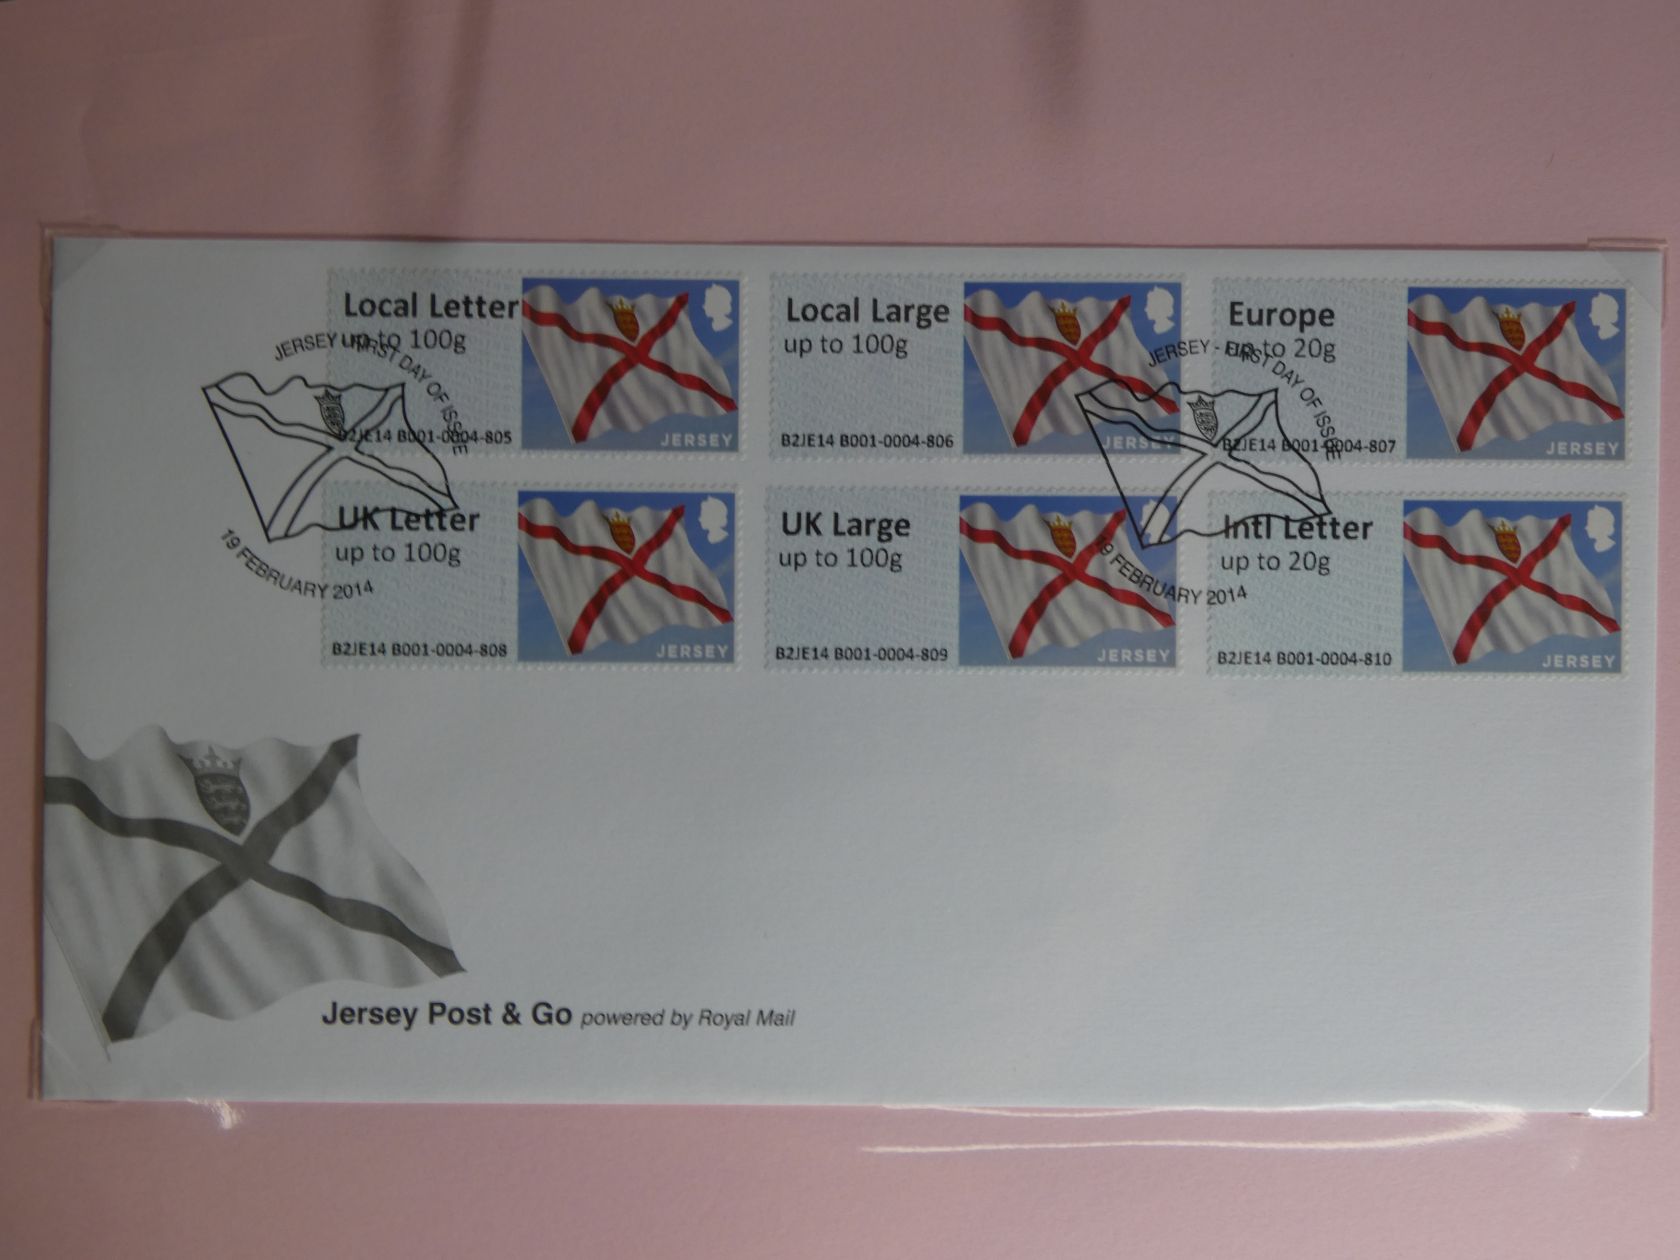 Local Letter
up to 100g
B2JE14 B001-0004-805
JERSEY
Local Large
up to 100g
B2JE14 B001-0004-806
JERSEY
Europe
up to 20g
B2JE14 B001-0004-807
JERSEY
JERSEY - FIRST DAY OF ISSUE
19 FEBRUARY 2014
JERSEY - FIRST DAY OF ISSUE
19 FEBRUARY 2014
UK Letter
up to 100g
B2JE14 B001-0004-808
JERSEY
UK Large
up to 100g
B2JE14 B001-0004-809
JERSEY
Intl Letter
up to 20g
B2JE14 B001-0004-810
JERSEY
Jersey Post & Go powered by Royal Mail